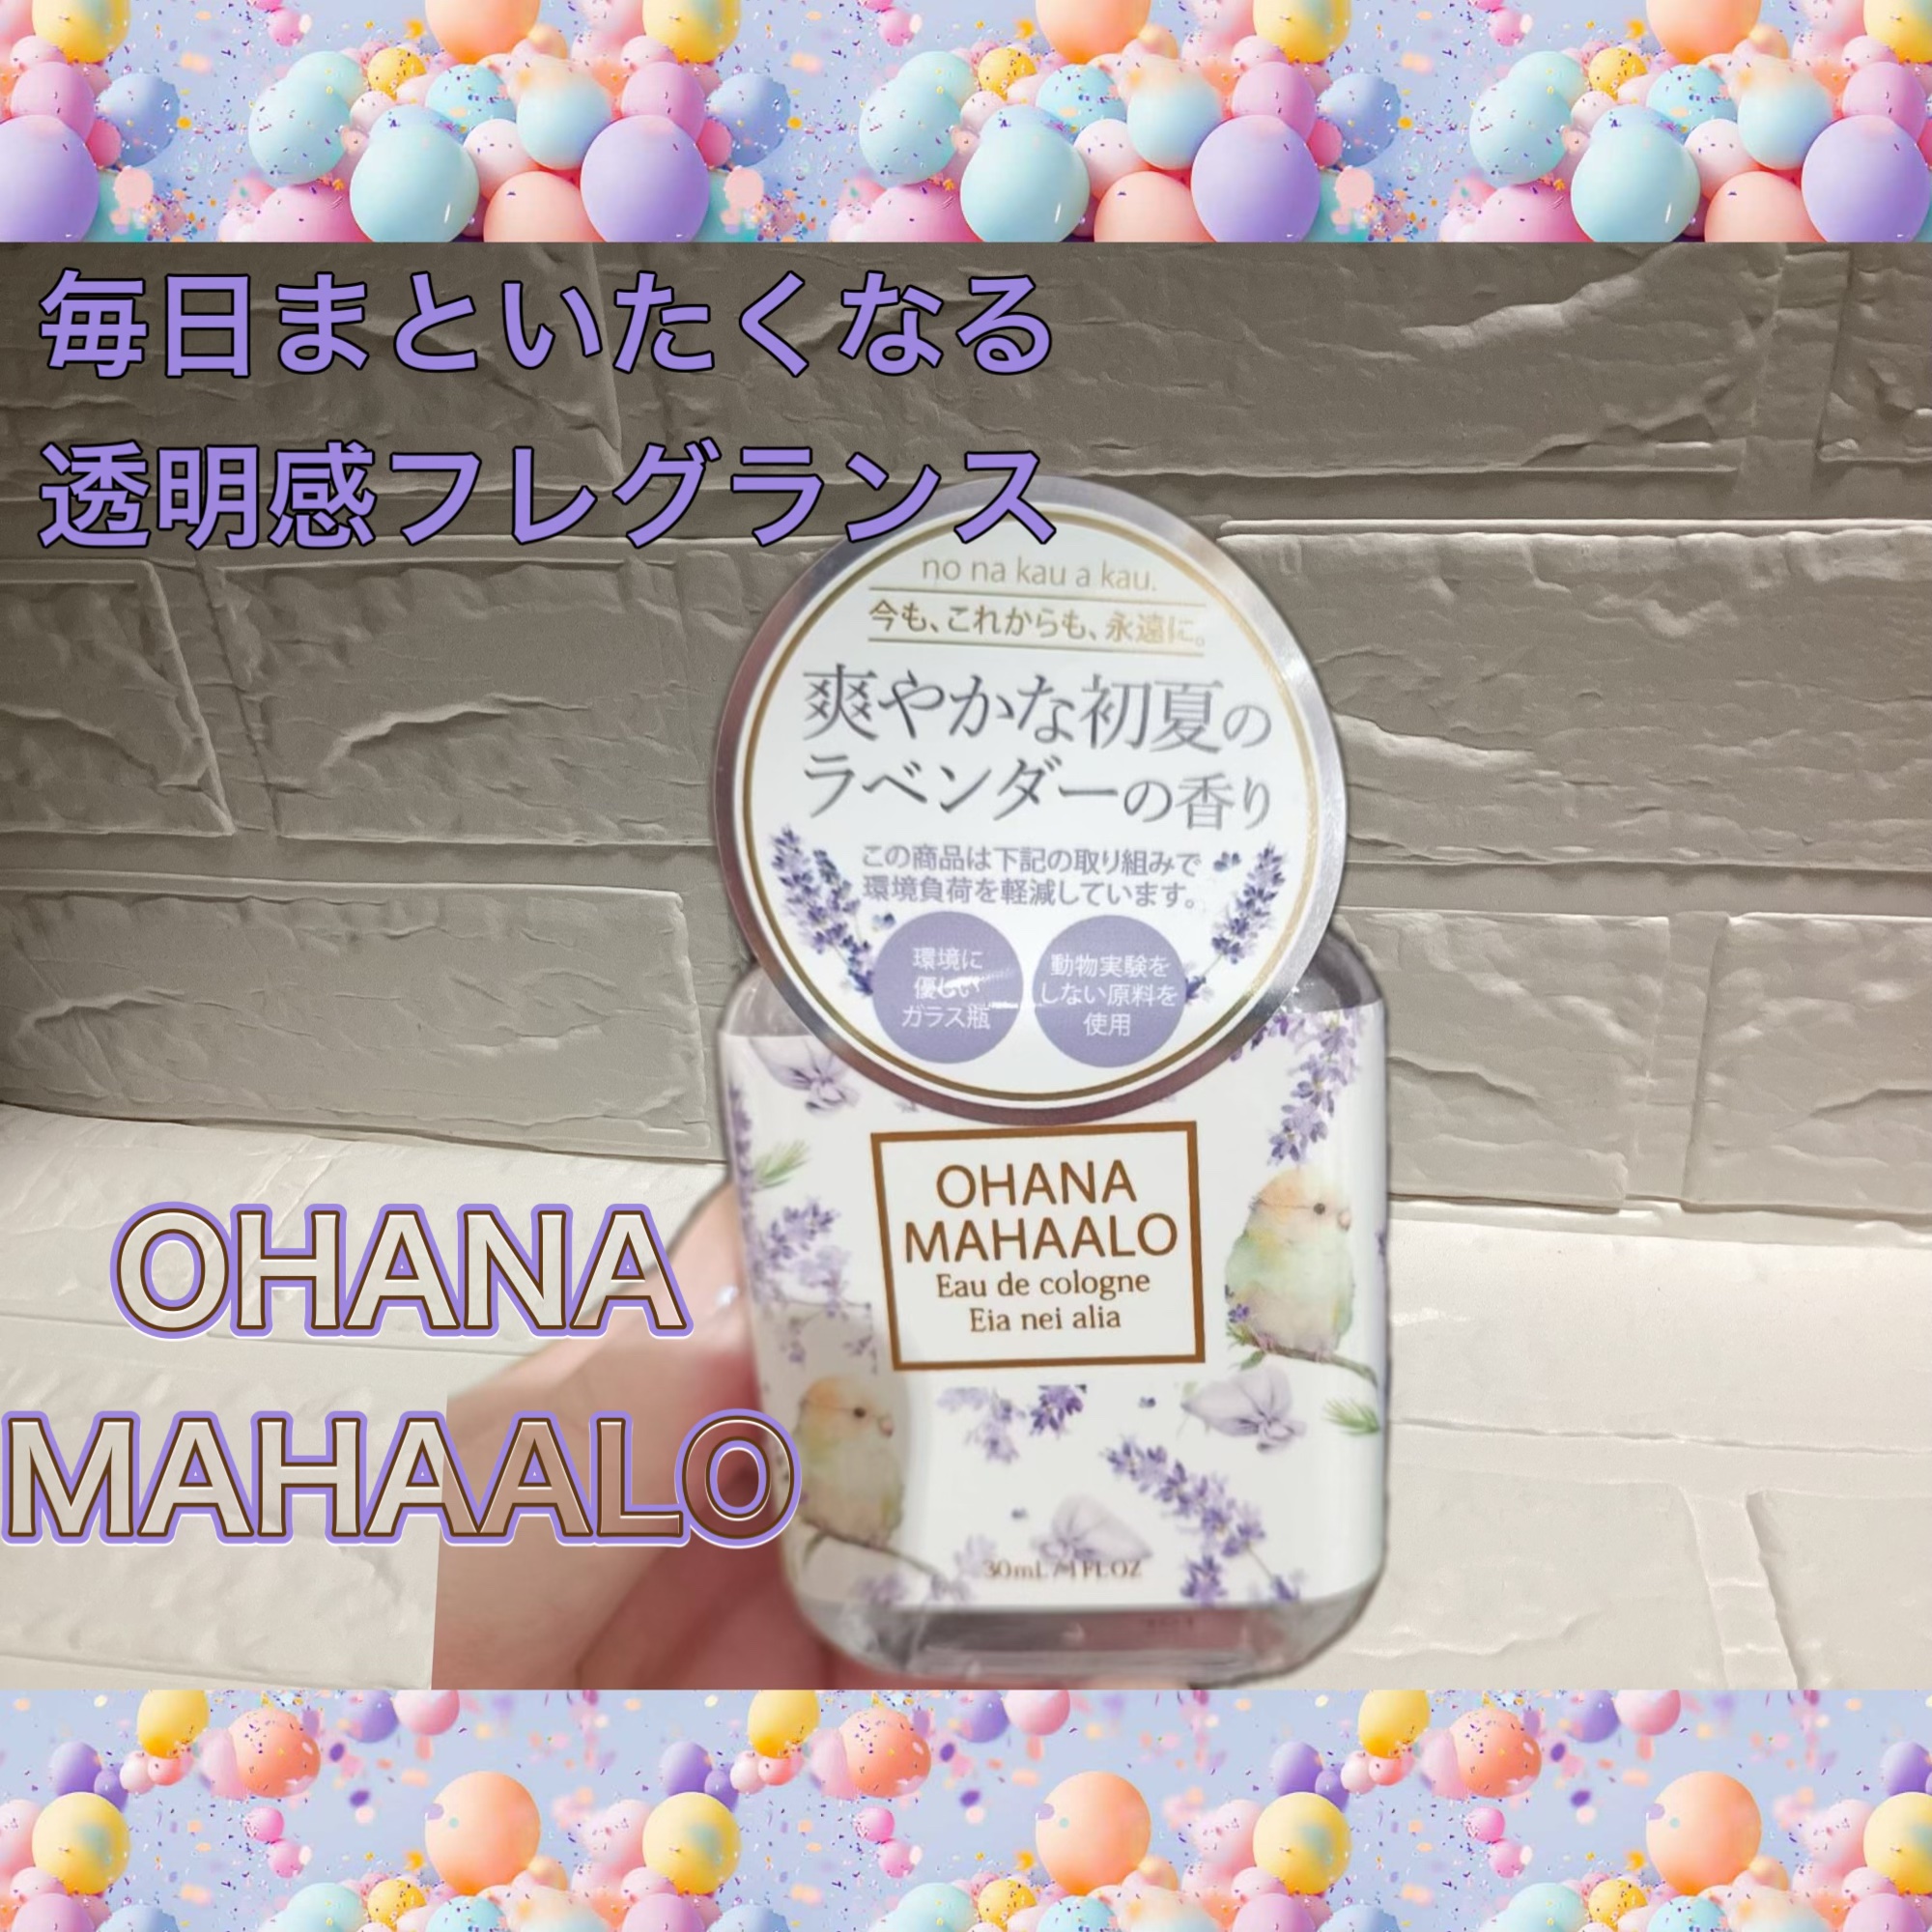 毎日まといたくなる
透明感フレグランス
no na kau a kau.
今も、これからも、永遠に。
爽やかな初夏の
ラベンダーの香り
この商品は下記の取り組みで
環境負荷を軽減しています。
環境に
優しい
ガラス瓶
動物実験を
しない原料を
使用
OHANA
MAHAALO
Eau de cologne
Eia nei alia
30mL / 1FL.OZ
OHANA
MAHAALO